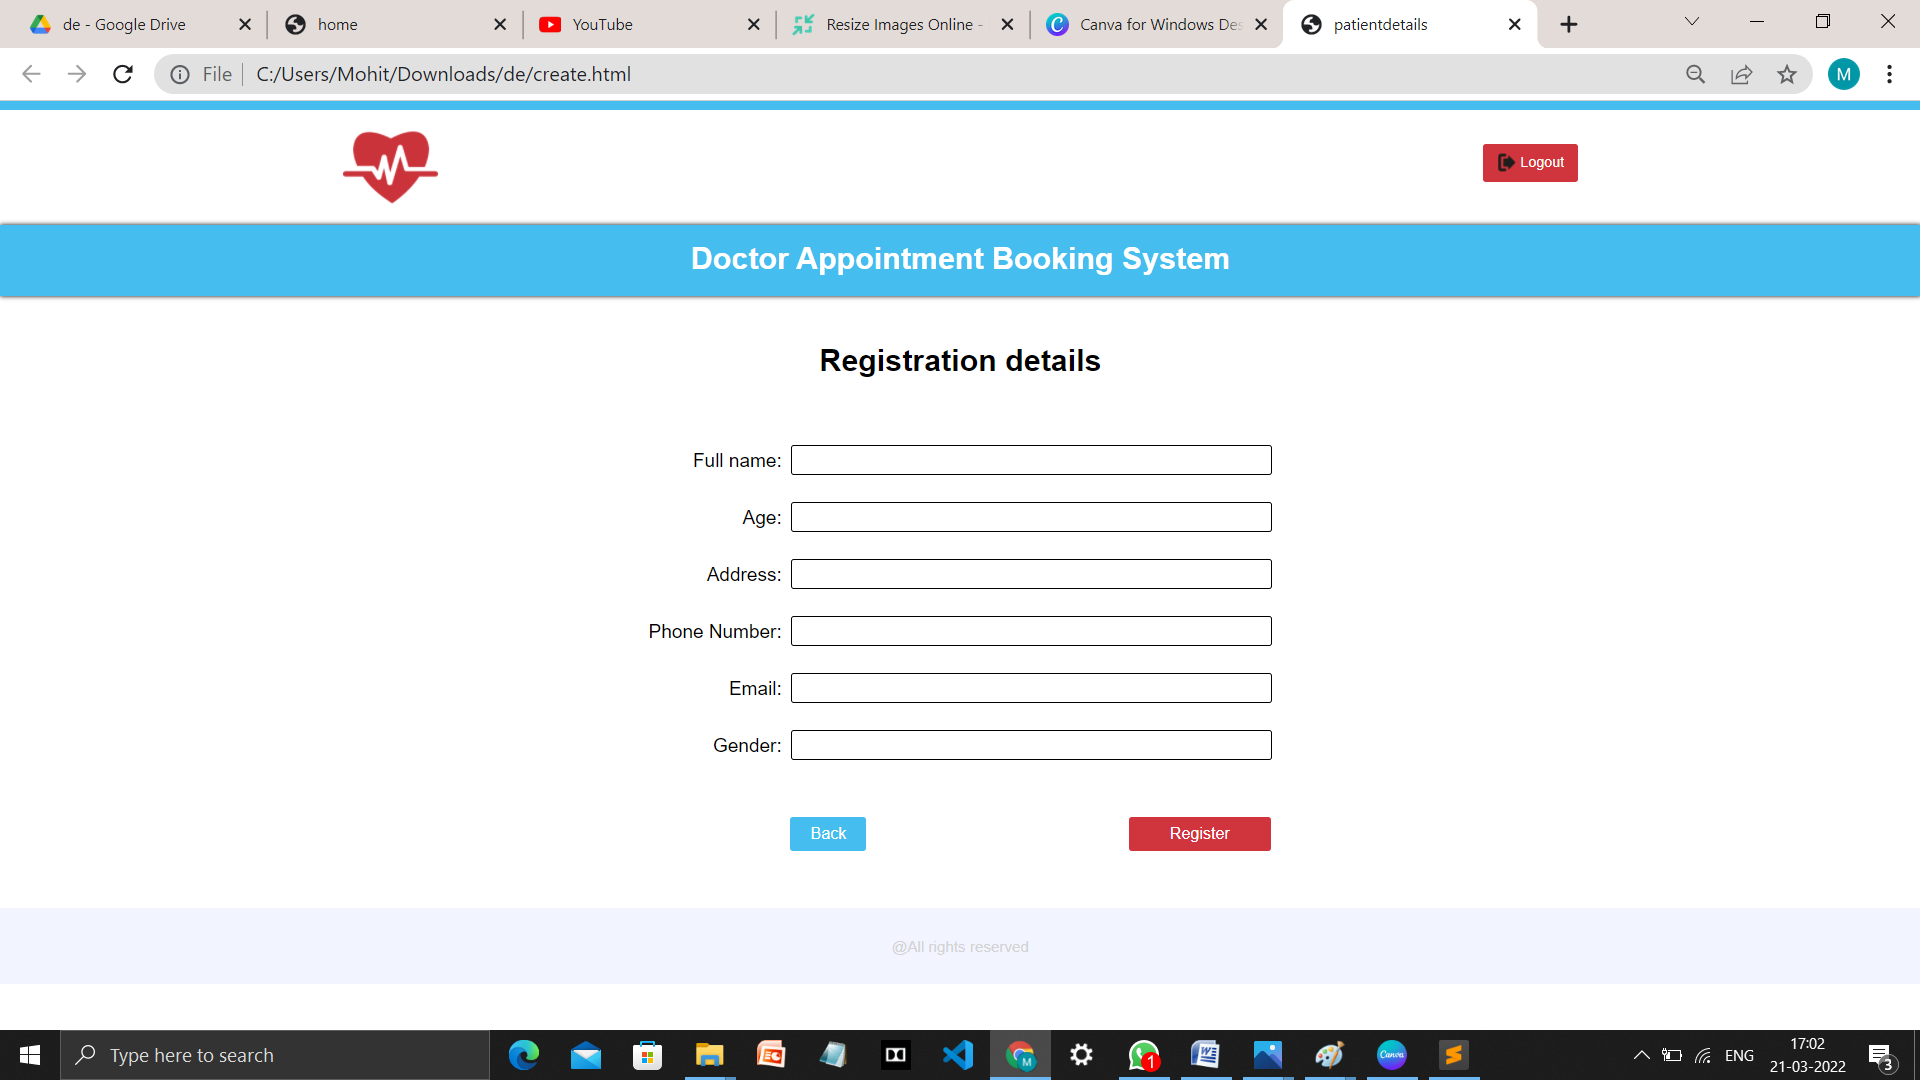 de - Google Drive
home
YouTube
Resize Images Online -
Canva for Windows Des
patientdetails
File
C:/Users/Mohit/Downloads/de/create.html
M
Logout
Doctor Appointment Booking System
Registration details
Full name:
Age:
Address:
Phone Number:
Email:
Gender:
Back
Register
@All rights reserved
Type here to search
M
1
W
Canva
ENG
17:02
21-03-2022
3